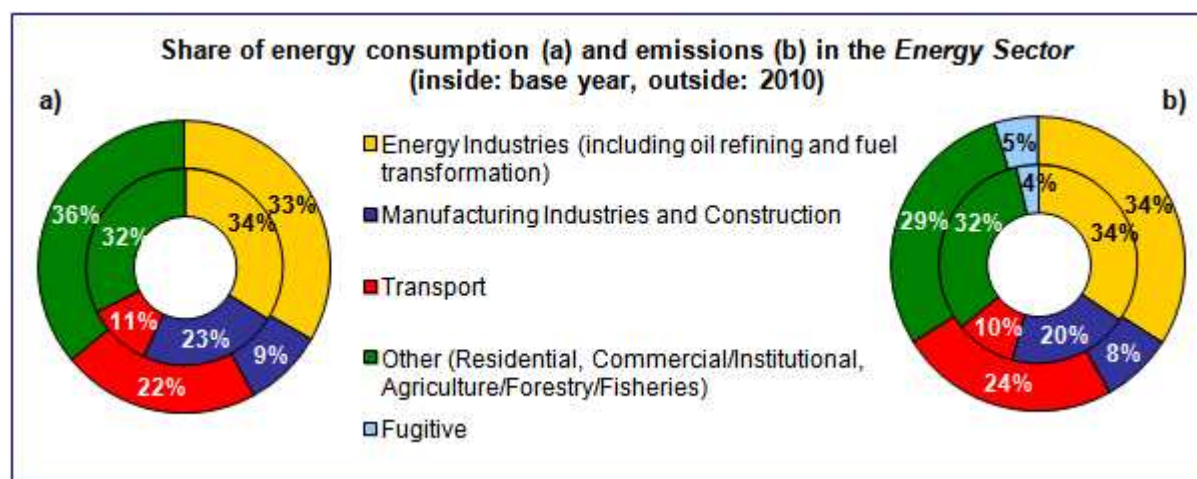 Share of energy consumption (a) and emissions (b) in the Energy Sector
(inside: base year, outside: 2010)
a)
b)
33%
34%
36%
32%
11%
23%
9%
22%
Energy Industries (including oil refining and fuel
transformation)
Manufacturing Industries and Construction
Transport
Other (Residential, Commercial/Institutional,
Agriculture/Forestry/Fisheries)
Fugitive
5%
4%
34%
34%
29%
32%
10%
20%
8%
24%